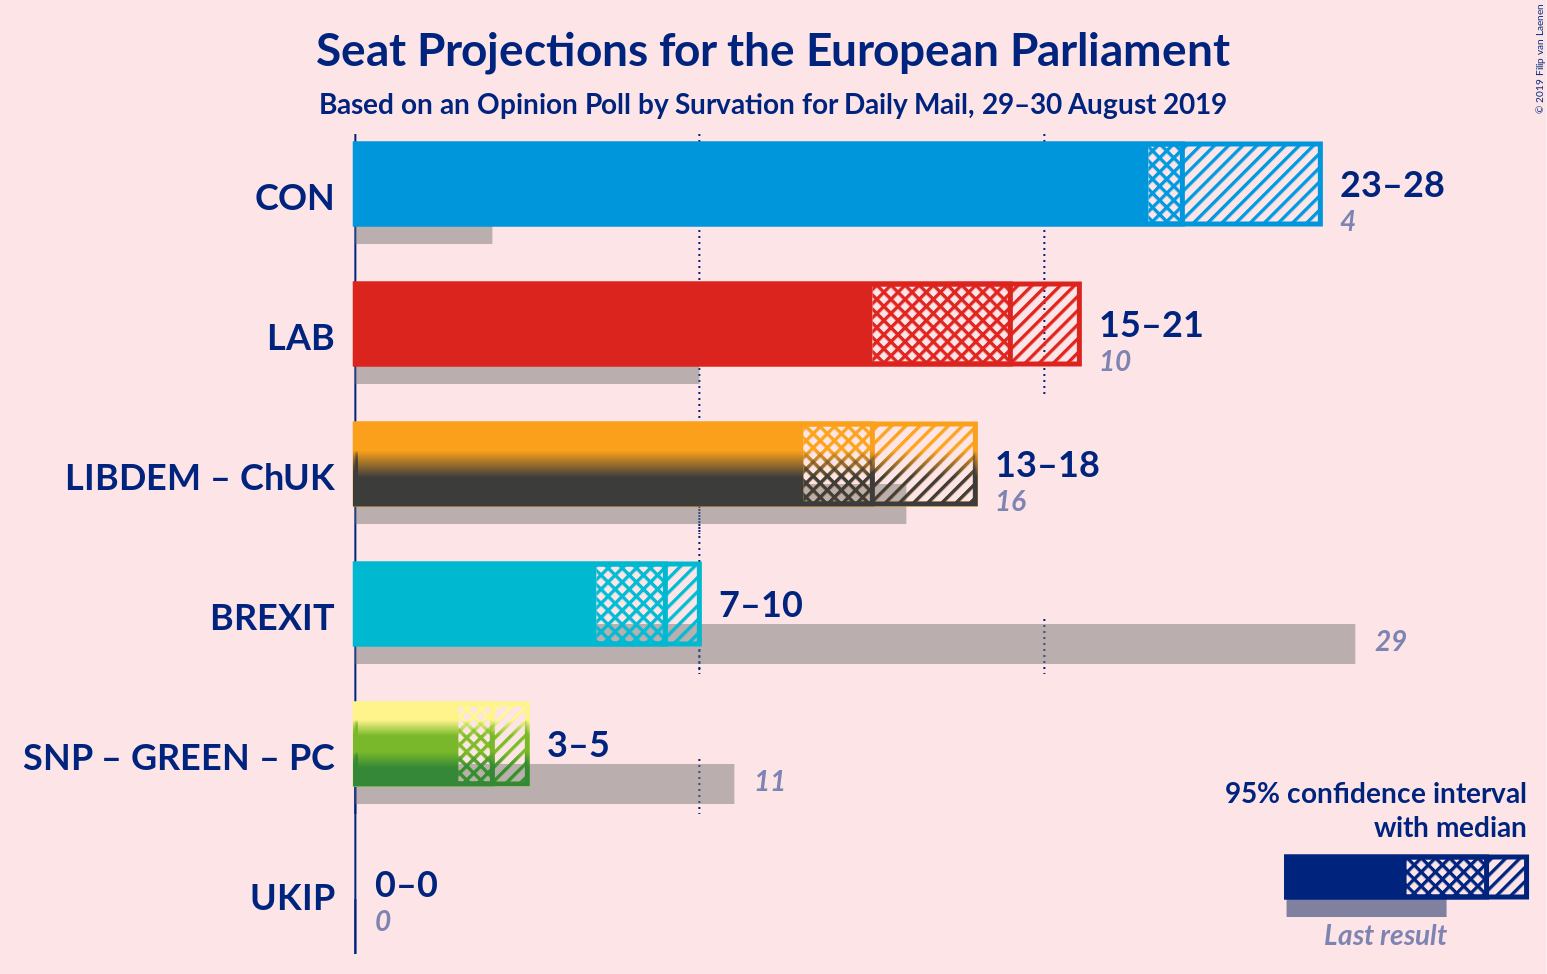 Seat Projections for the European Parliament
Based on an Opinion Poll by Survation for Daily Mail, 29–30 August 2019
© 2019 Filip van Laenen
CON
23–28
4
LAB
15–21
10
LIBDEM – ChUK
13–18
16
BREXIT
7–10
29
SNP – GREEN – PC
3–5
11
UKIP
0–0
0
95% confidence interval
with median
Last result